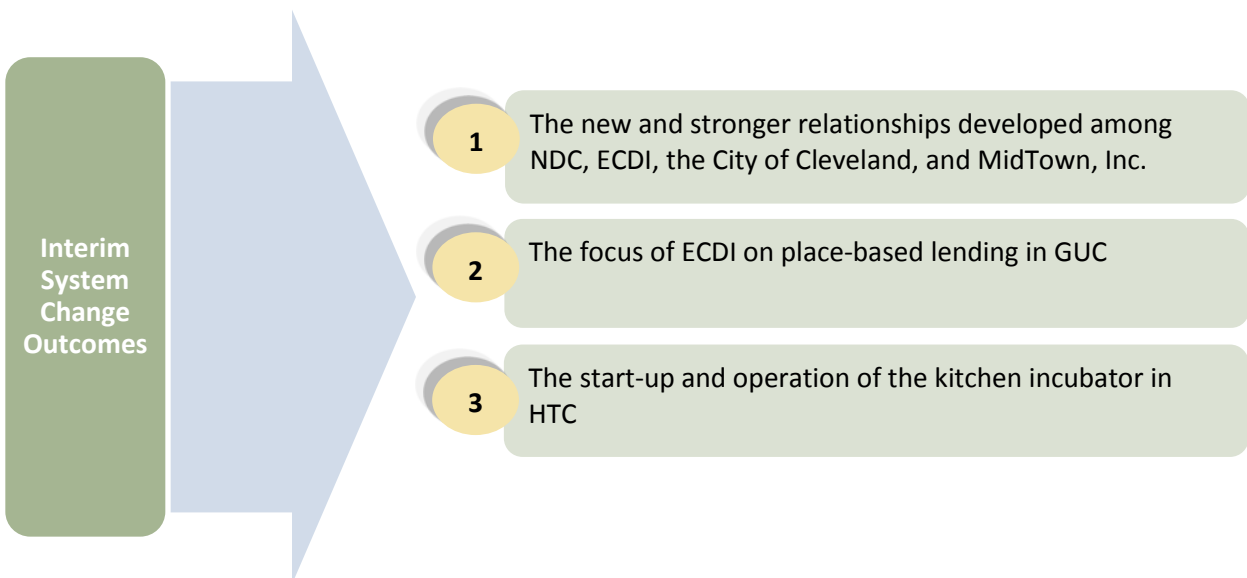 Interim
System
Change
Outcomes
1
The new and stronger relationships developed among
NDC, ECDI, the City of Cleveland, and MidTown, Inc.
2
The focus of ECDI on place-based lending in GUC
3
The start-up and operation of the kitchen incubator in
HTC